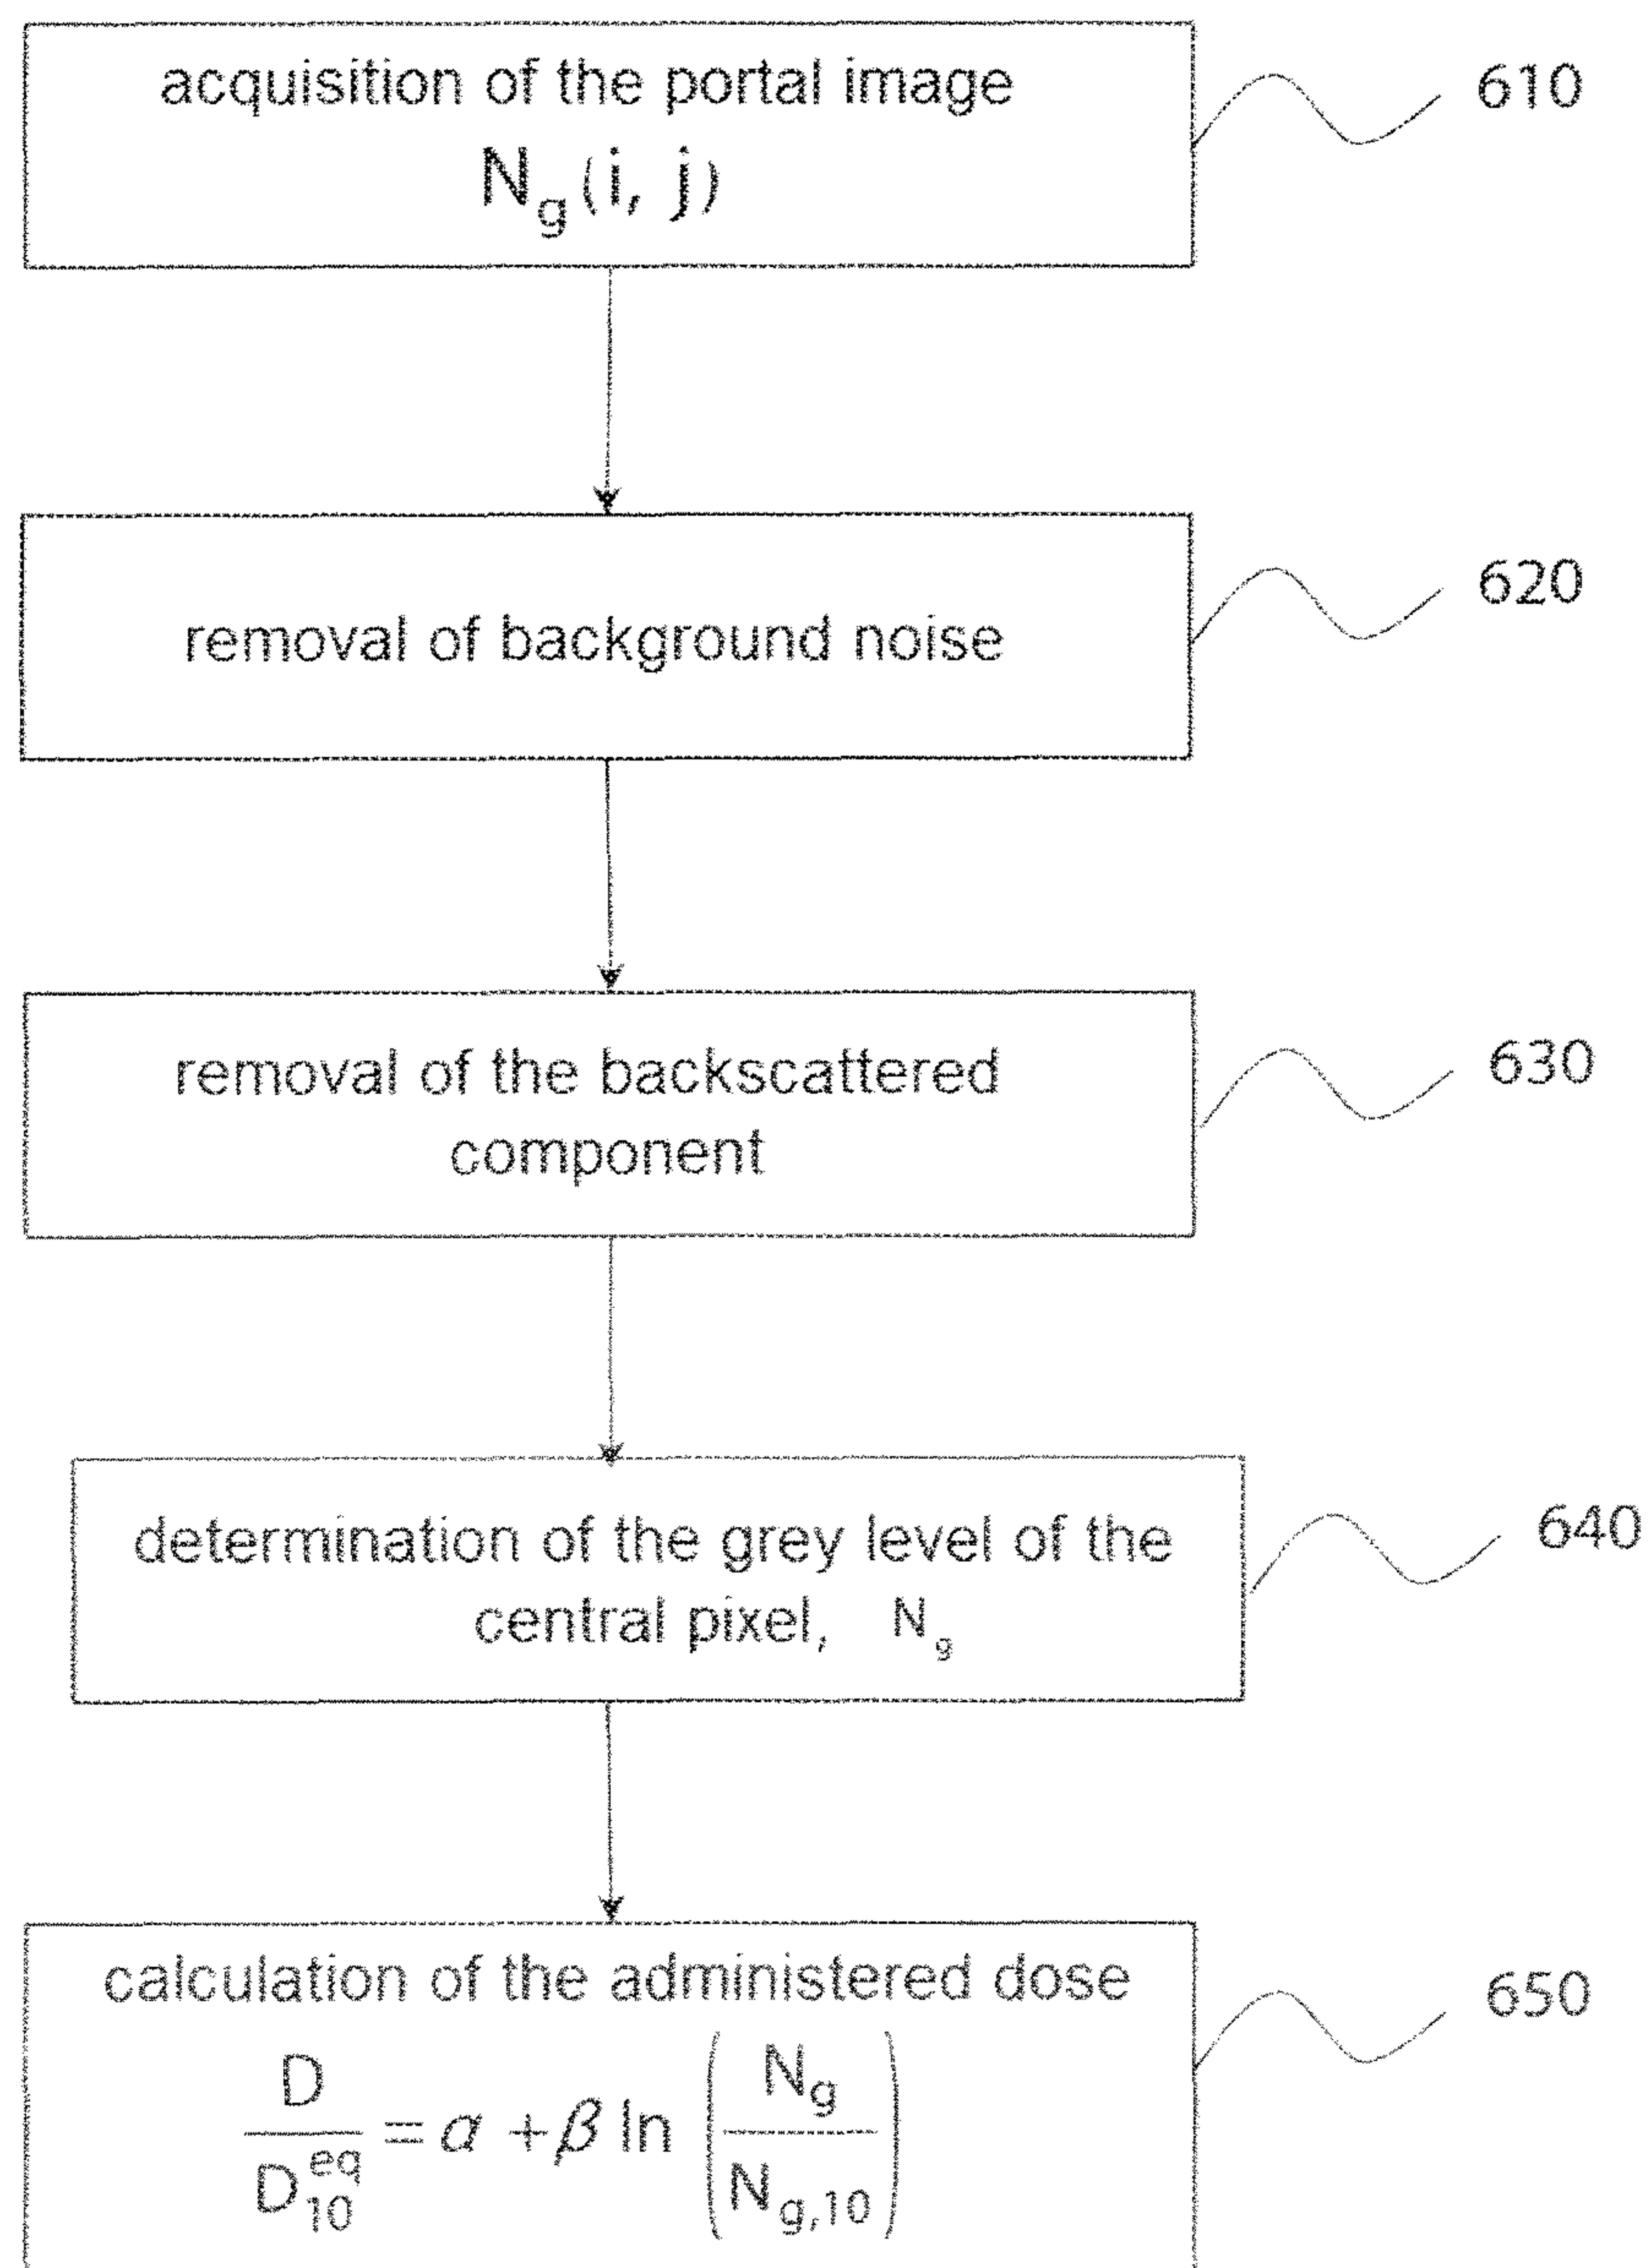 acquisition of the portal image
N_g (i, j)
610
removal of background noise
620
removal of the backscattered
component
630
determination of the grey level of the
central pixel, N_g
640
calculation of the administered dose
650
D / D_10^eq = α + β ln ( N_g / N_g,10 )